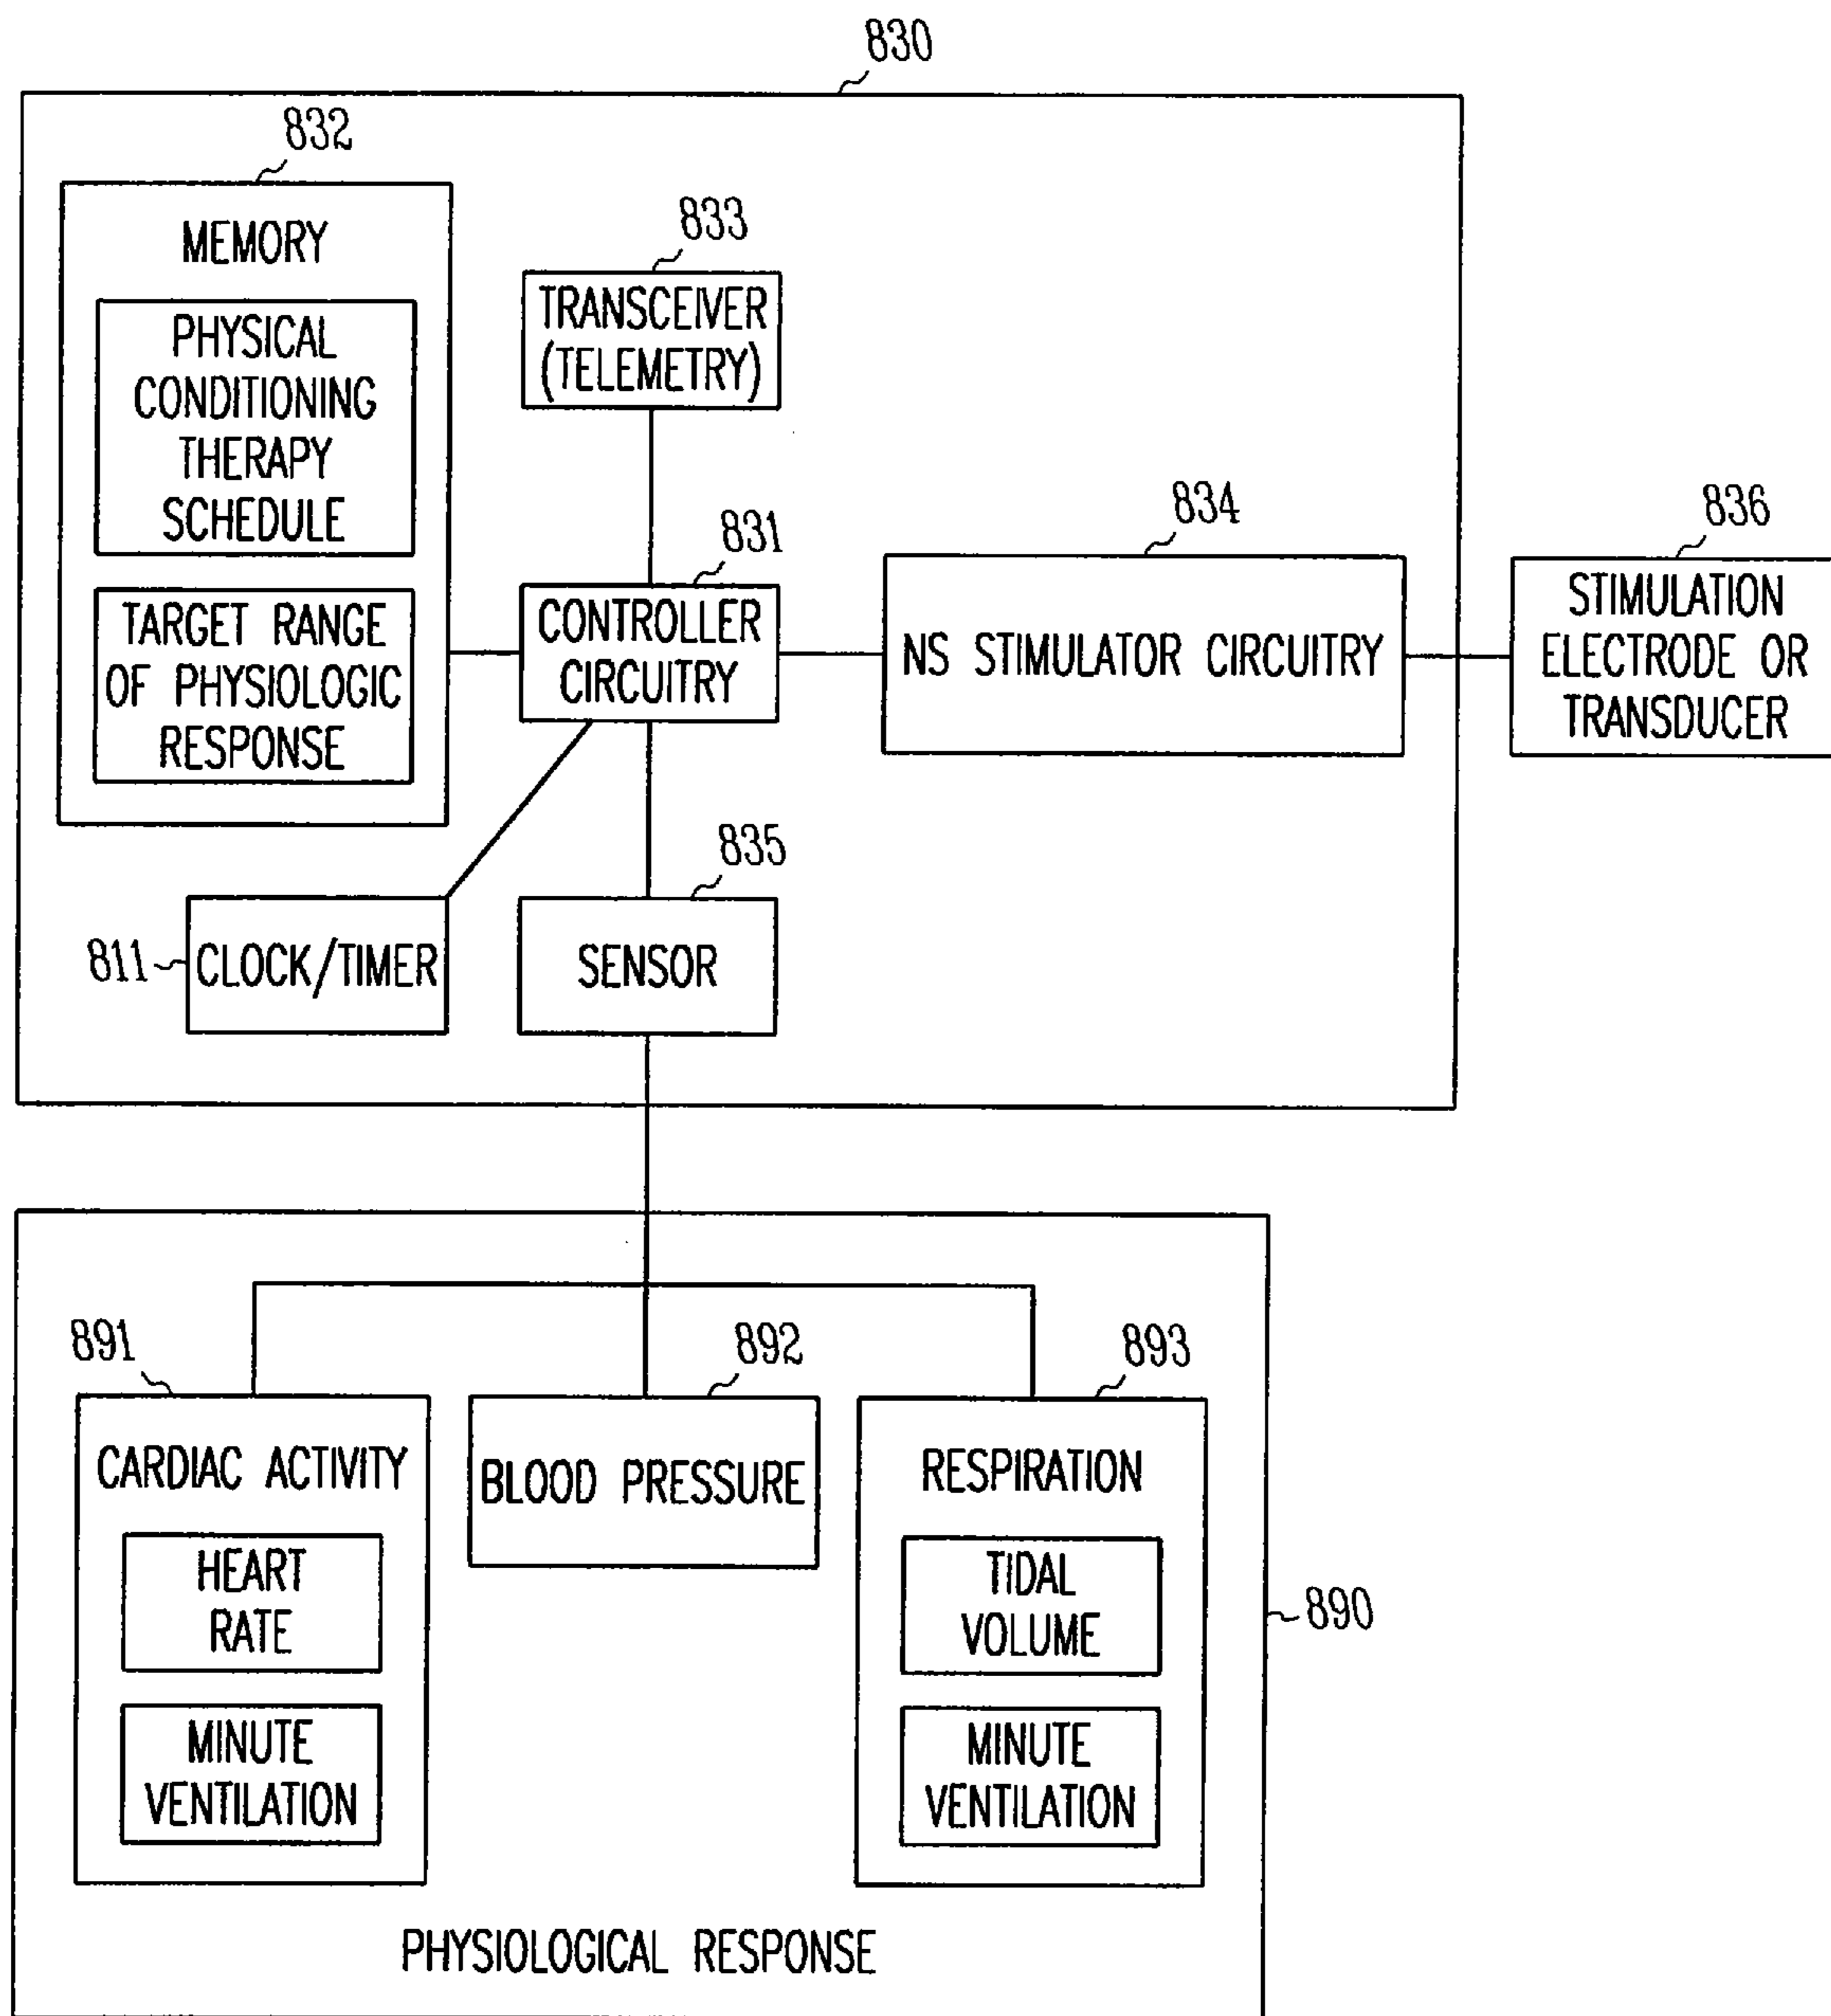 830
832
MEMORY
PHYSICAL
CONDITIONING
THERAPY
SCHEDULE
TARGET RANGE
OF PHYSIOLOGIC
RESPONSE
833
TRANSCEIVER
(TELEMETRY)
831
CONTROLLER
CIRCUITRY
834
NS STIMULATOR CIRCUITRY
836
STIMULATION
ELECTRODE OR
TRANSDUCER
811
CLOCK/TIMER
835
SENSOR
891
CARDIAC ACTIVITY
HEART
RATE
MINUTE
VENTILATION
892
BLOOD PRESSURE
893
RESPIRATION
TIDAL
VOLUME
MINUTE
VENTILATION
890
PHYSIOLOGICAL RESPONSE